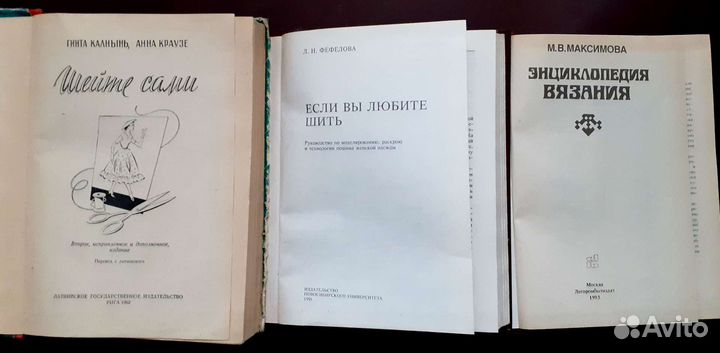 ГИНТА КАЛНЫНЬ, АННА КРАУЗЕ
Шейте сами
Второе, исправленное и дополненное,
издание
Перевод с латышского
ЛАТВИЙСКОЕ ГОСУДАРСТВЕННОЕ ИЗДАТЕЛЬСТВО
РИГА
Л. Н. ФЕФЕЛОВА
ЕСЛИ ВЫ ЛЮБИТЕ
ШИТЬ
Руководство по моделированию, раскрою
и технологии пошива женской одежды
ИЗДАТЕЛЬСТВО
НОВОСИБИРСКОГО УНИВЕРСИТЕТА
М.В.МАКСИМОВА
ЭНЦИКЛОПЕДИЯ
ВЯЗАНИЯ
Москва
Легпромбытиздат
1993
Avito